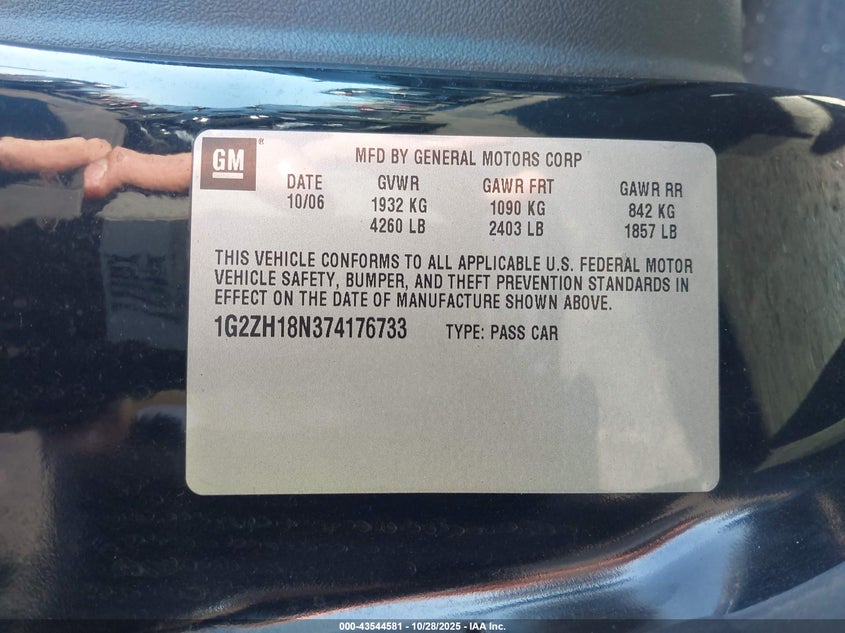 GM ®
MFD BY GENERAL MOTORS CORP
DATE GVWR GAWR FRT GAWR RR
10/06 1932 KG 1090 KG 842 KG
4260 LB 2403 LB 1857 LB
THIS VEHICLE CONFORMS TO ALL APPLICABLE U.S. FEDERAL MOTOR
VEHICLE SAFETY, BUMPER, AND THEFT PREVENTION STANDARDS IN
EFFECT ON THE DATE OF MANUFACTURE SHOWN ABOVE.
1G2ZH18N374176733 TYPE: PASS CAR
000-43544581 | 10/28/2025 | IAA Inc.